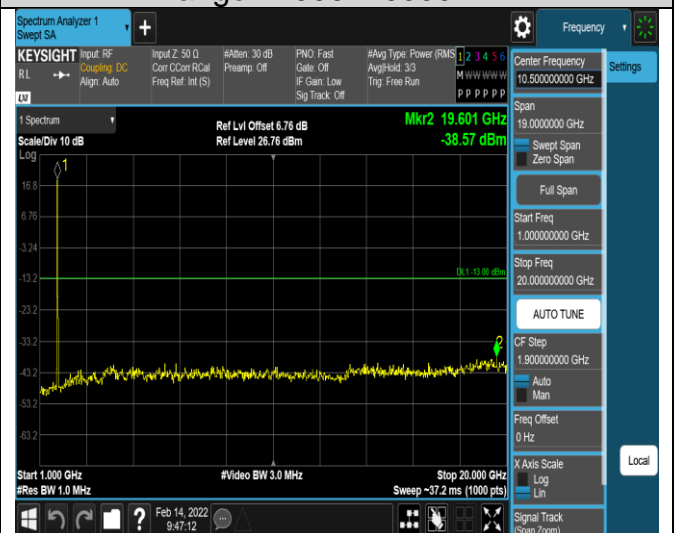 Spectrum Analyzer 1
Swept SA
+
Frequency
KEYSIGHT
RL
LXI
Input: RF
Coupling: DC
Align: Auto
Input Z: 50 Ω
Corr CCorr RCal
Freq Ref: Int (S)
#Atten: 30 dB
Preamp: Off
PNO: Fast
Gate: Off
IF Gain: Low
Sig Track: Off
#Avg Type: Power (RMS
Avg|Hold: 3/3
Trig: Free Run
1 2 3 4 5 6
M W W W W W
P P P P P P
1 Spectrum
Scale/Div 10 dB
Ref Lvl Offset 6.76 dB
Ref Level 26.76 dBm
Mkr2 19.601 GHz
-38.57 dBm
Log
1
16.8
6.76
-3.24
-13.2
DL1 -13.00 dBm
-23.2
-33.2
2
-43.2
-53.2
-63.2
Start 1.000 GHz
#Res BW 1.0 MHz
#Video BW 3.0 MHz
Stop 20.000 GHz
Sweep ~37.2 ms (1000 pts)
Feb 14, 2022
9:47:12
?
Center Frequency
10.500000000 GHz
Settings
Span
19.0000000 GHz
Swept Span
Zero Span
Full Span
Start Freq
1.000000000 GHz
Stop Freq
20.000000000 GHz
AUTO TUNE
CF Step
1.900000000 GHz
Auto
Man
Freq Offset
0 Hz
X Axis Scale
Log
Lin
Local
Signal Track
(Span Zoom)